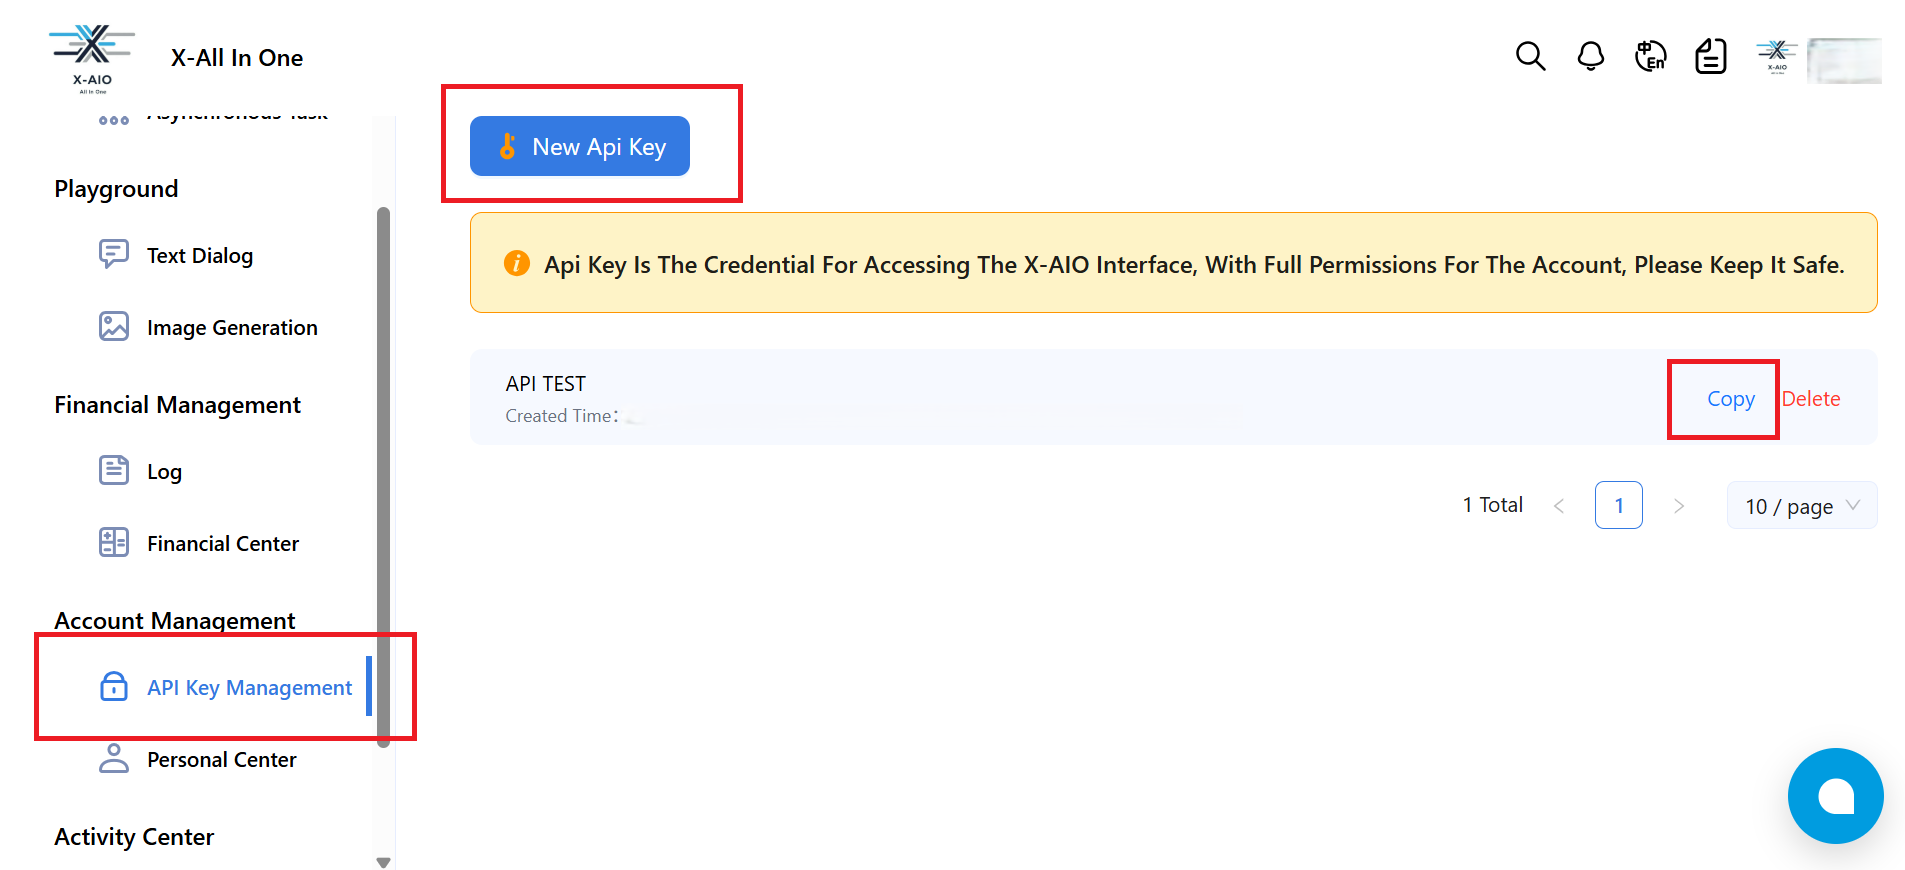 X-AIO
All In One
X-All In One
En
X-AIO
Asynchronous Task
Playground
Text Dialog
Image Generation
Financial Management
Log
Financial Center
Account Management
API Key Management
Personal Center
Activity Center
New Api Key
Api Key Is The Credential For Accessing The X-AIO Interface, With Full Permissions For The Account, Please Keep It Safe.
API TEST
Copy Delete
Created Time：
1 Total < 1 > 10 / page